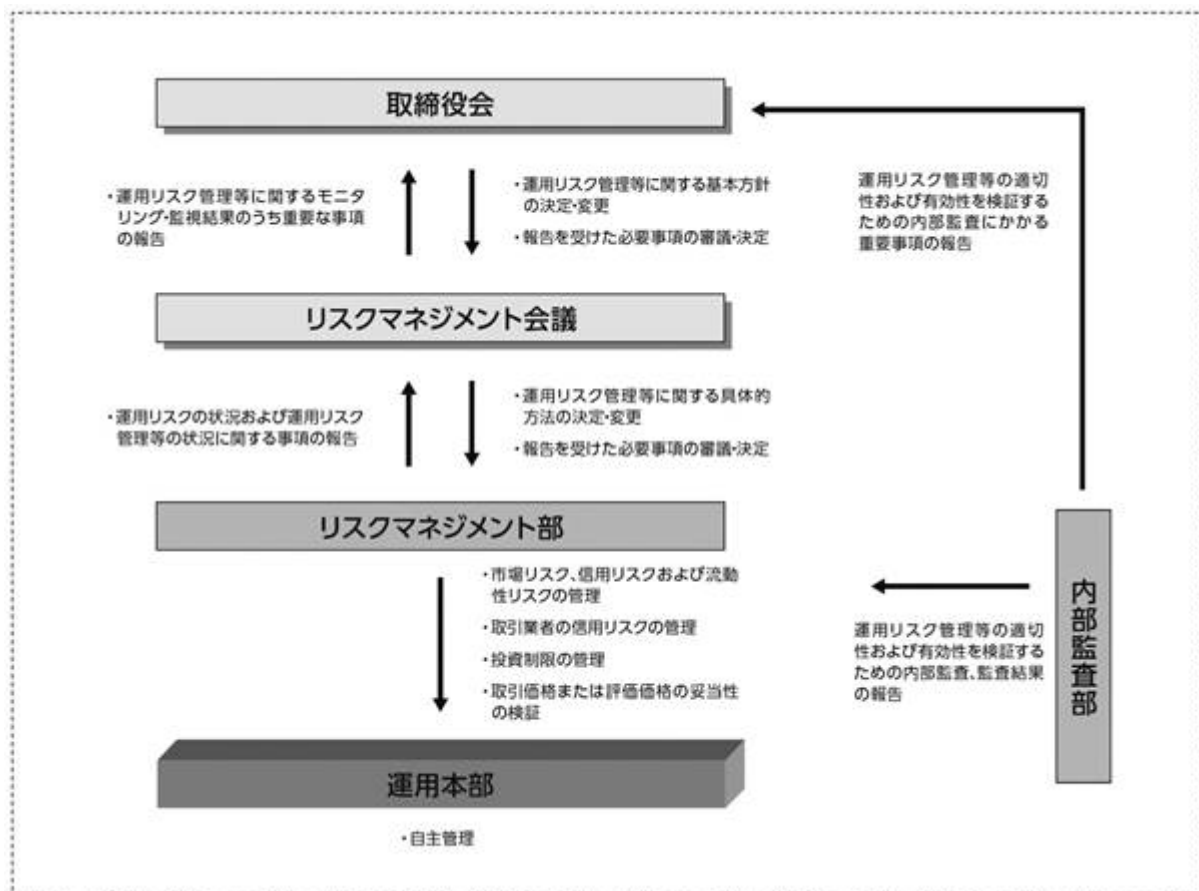 取締役会
・運用リスク管理等に関するモニタ
リング・監視結果のうち重要な事項
の報告
・運用リスク管理等に関する基本方針
の決定・変更
・報告を受けた必要事項の審議・決定
運用リスク管理等の適切
性および有効性を検証する
ための内部監査にかかる
重要事項の報告
リスクマネジメント会議
・運用リスクの状況および運用リスク
管理等の状況に関する事項の報告
・運用リスク管理等に関する具体的
方法の決定・変更
・報告を受けた必要事項の審議・決定
リスクマネジメント部
・市場リスク、信用リスクおよび流動
性リスクの管理
・取引業者の信用リスクの管理
・投資制限の管理
・取引価格または評価価格の妥当性
の検証
運用リスク管理等の適切
性および有効性を検証する
ための内部監査、監査結果
の報告
内部監査部
運用本部
・自主管理